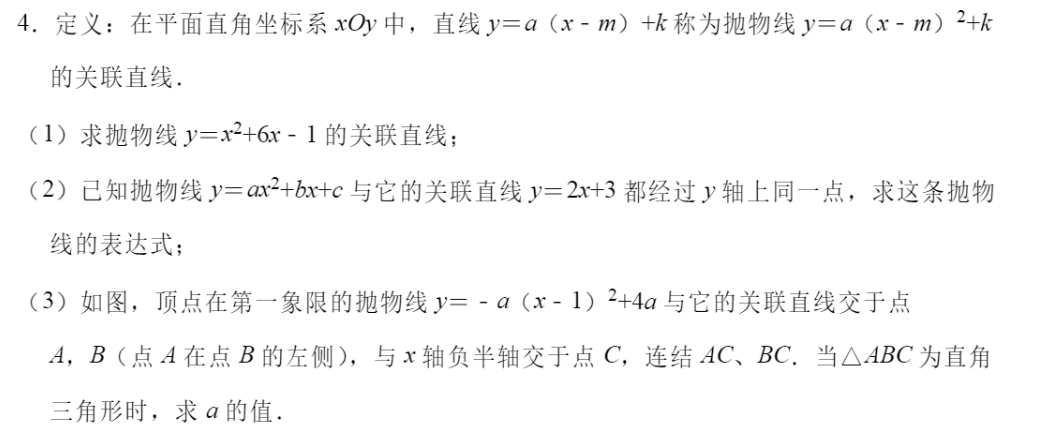 4．定义：在平面直角坐标系 xOy 中，直线 y＝a（x﹣m）+k 称为抛物线 y＝a（x﹣m）²+k
的关联直线．
（1）求抛物线 y＝x²+6x﹣1 的关联直线；
（2）已知抛物线 y＝ax²+bx+c 与它的关联直线 y＝2x+3 都经过 y 轴上同一点，求这条抛物
线的表达式；
（3）如图，顶点在第一象限的抛物线 y＝﹣a（x﹣1）²+4a 与它的关联直线交于点
A，B（点 A 在点 B 的左侧），与 x 轴负半轴交于点 C，连结 AC、BC．当△ABC 为直角
三角形时，求 a 的值．